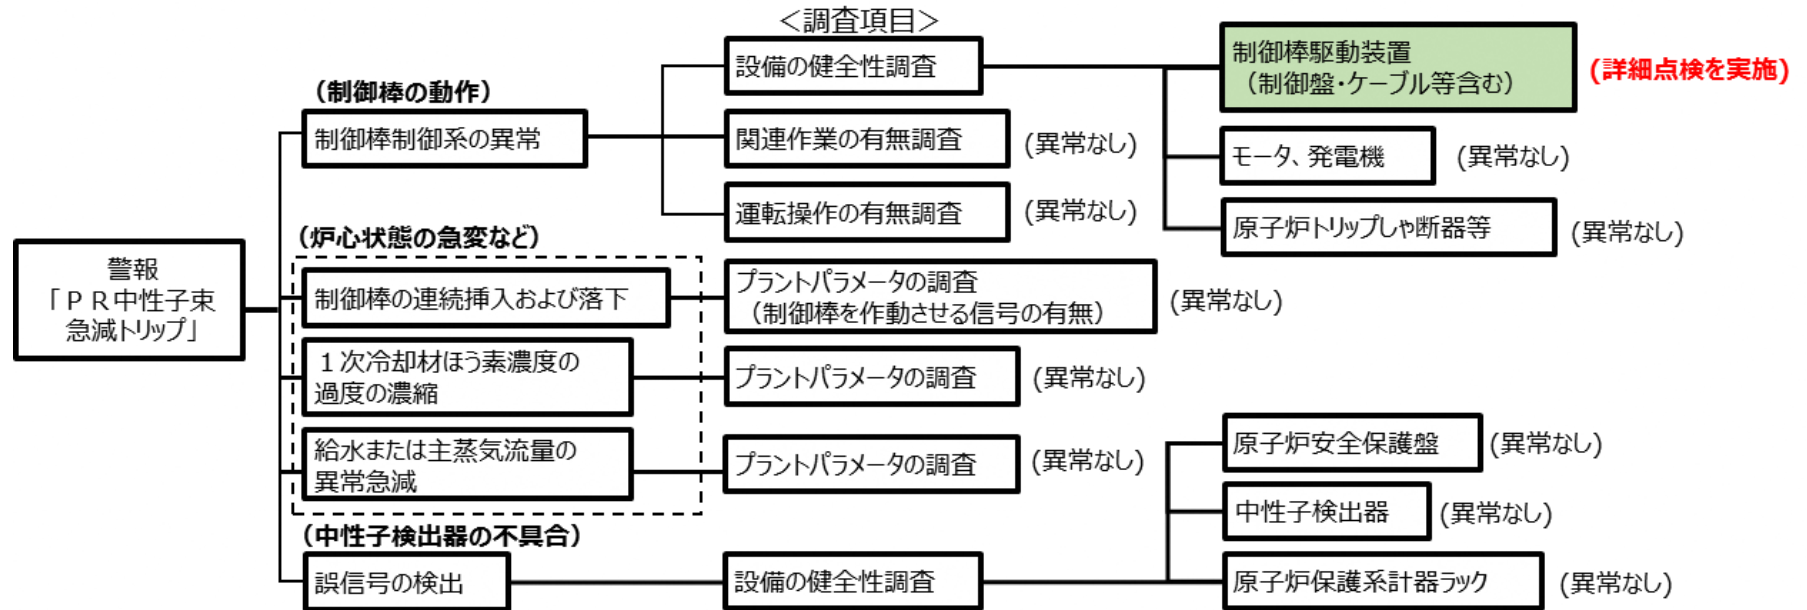 ＜調査項目＞
警報
「ＰＲ中性子束
急減トリップ」
（制御棒の動作）
制御棒制御系の異常
設備の健全性調査
制御棒駆動装置
（制御盤・ケーブル等含む）
(詳細点検を実施)
モータ、発電機
(異常なし)
原子炉トリップしゃ断器等
(異常なし)
関連作業の有無調査
(異常なし)
運転操作の有無調査
(異常なし)
（炉心状態の急変など）
制御棒の連続挿入および落下
プラントパラメータの調査
（制御棒を作動させる信号の有無）
(異常なし)
１次冷却材ほう素濃度の
過度の濃縮
プラントパラメータの調査
(異常なし)
給水または主蒸気流量の
異常急減
プラントパラメータの調査
(異常なし)
（中性子検出器の不具合）
誤信号の検出
設備の健全性調査
原子炉安全保護盤
(異常なし)
中性子検出器
(異常なし)
原子炉保護系計器ラック
(異常なし)